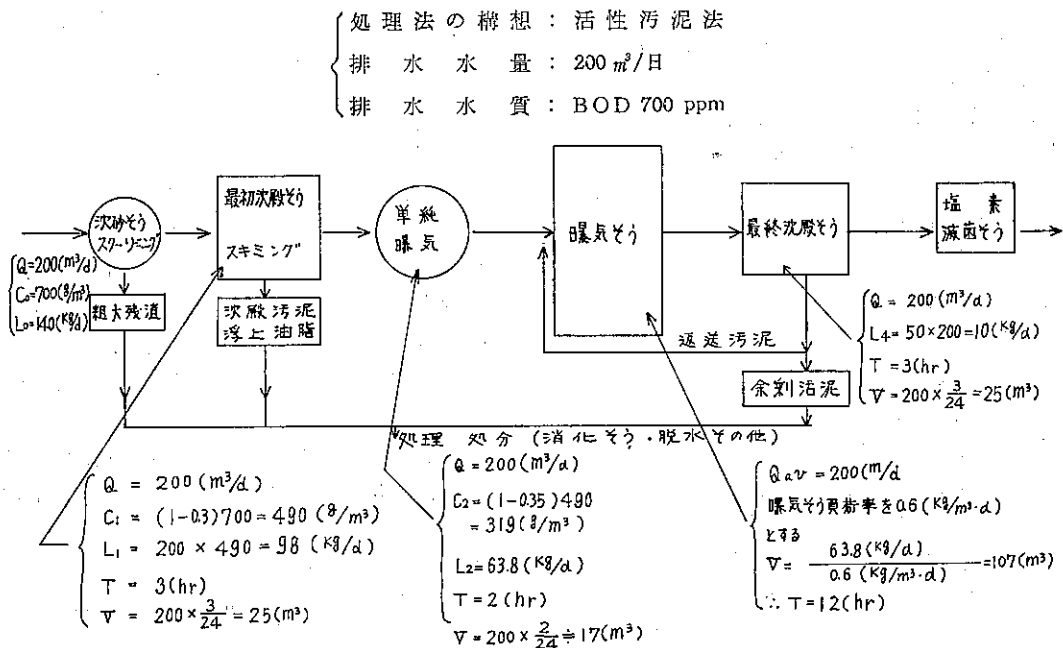 処理法の構想：活性汚泥法
排水水量：200 m³/日
排水水質：BOD 700 ppm
沈砂そう
スクリーニング
最初沈殿そう
スキミング
単純
曝気
曝気そう
最終沈殿そう
塩素
滅菌そう
Q=200(m³/d)
C₀=700(g/m³)
L₀=140(Kg/d)
粗大残渣
沈殿汚泥
浮上油脂
返送汚泥
余剰汚泥
Q = 200 (m³/d)
L4 = 50×200=10(Kg/d)
T = 3(hr)
V = 200 × 3/24 = 25(m³)
処理 処分 (消化そう・脱水その他)
Q = 200 (m³/d)
C₁ = (1-0.3)700 = 490 (g/m³)
L₁ = 200 × 490 = 98 (Kg/d)
T = 3(hr)
V = 200 × 3/24 = 25(m³)
Q = 200(m³/d)
C₂= (1-0.35)490
= 319(g/m³)
L₂=63.8(Kg/d)
T = 2(hr)
V = 200 × 2/24 ≒ 17(m³)
Qav = 200(m/d
曝気そう負荷率を0.6(Kg/m³·d)
とする
V = 63.8(Kg/d) / 0.6(Kg/m³·d) =107(m³)
∴ T = 12(hr)